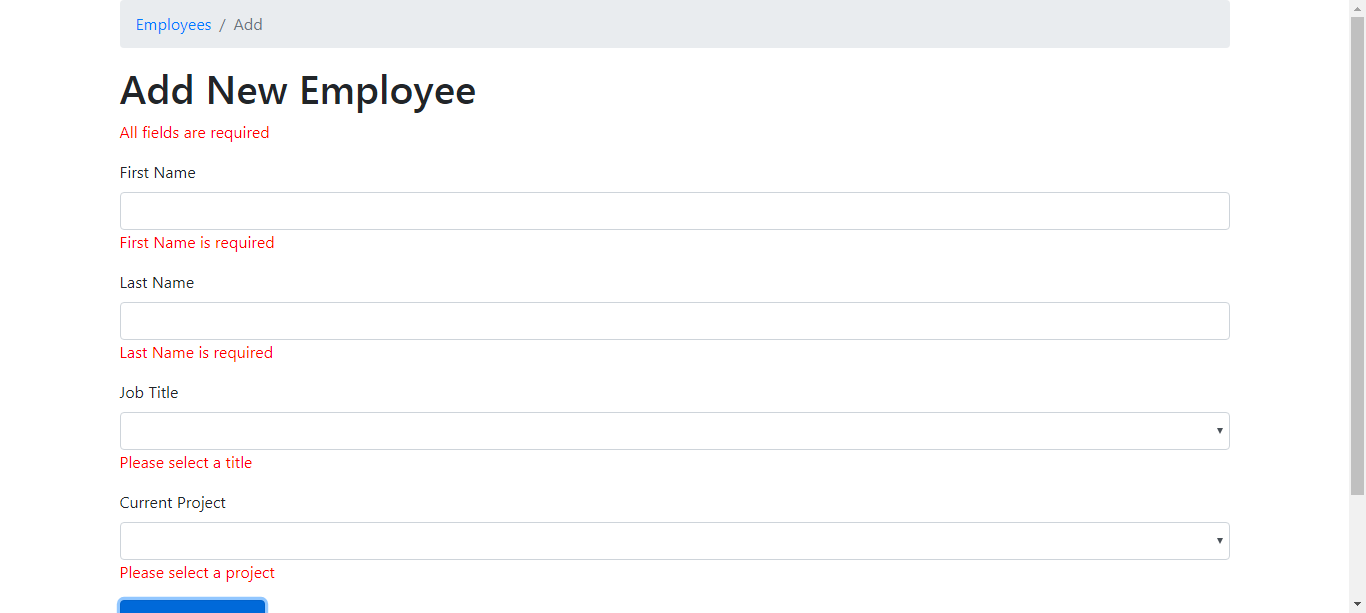 Employees / Add
Add New Employee
All fields are required
First Name
First Name is required
Last Name
Last Name is required
Job Title
Please select a title
Current Project
Please select a project